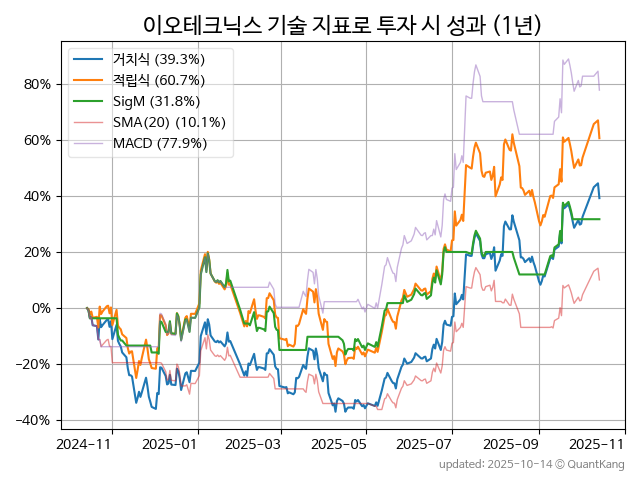 이오테크닉스 기술 지표로 투자 시 성과 (1년)
거치식 (39.3%)
적립식 (60.7%)
SigM (31.8%)
SMA(20) (10.1%)
MACD (77.9%)
80%
60%
40%
20%
0%
−20%
−40%
2024-11 2025-01 2025-03 2025-05 2025-07 2025-09 2025-11
updated: 2025-10-14 © QuantKang